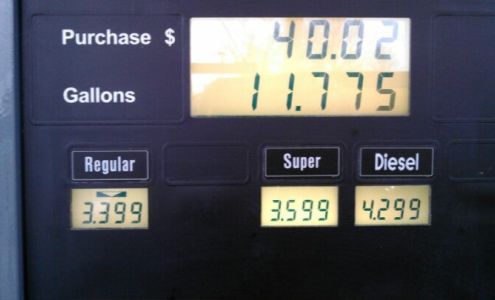 Purchase $ 40.02
Gallons 11.775
Regular Super Diesel
3.399 3.599 4.299